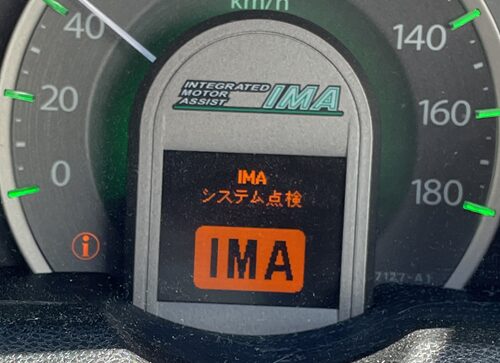 km/h
40
140
INTEGRATED
MOTOR
ASSIST
IMA
20
160
IMA
システム点検
0
180
IMA
7127-A1